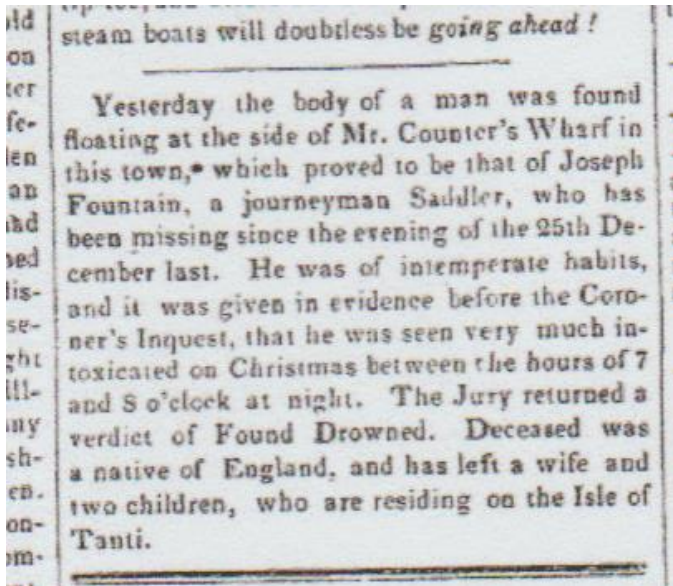 steam boats will doubtless be going ahead!
Yesterday the body of a man was found
floating at the side of Mr. Counter's Wharf in
this town, which proved to be that of Joseph
Fountain, a journeyman Saddler, who has
been missing since the evening of the 25th De-
cember last. He was of intemperate habits,
and it was given in evidence before the Coro-
ner's Inquest, that he was seen very much in-
toxicated on Christmas between the hours of 7
and 8 o'clock at night. The Jury returned a
verdict of Found Drowned. Deceased was
a native of England, and has left a wife and
two children, who are residing on the Isle of
Tanti.